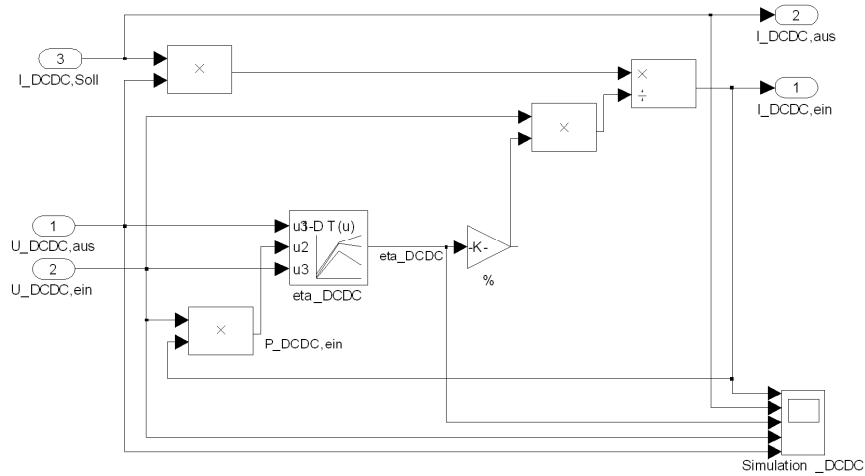 2
I_DCDC,aus
3
I_DCDC,Soll
×
×
÷
1
I_DCDC,ein
×
1
U_DCDC,aus
u1
3-D T(u)
u2
u3
eta_DCDC
eta_DCDC
-K-
%
2
U_DCDC,ein
×
P_DCDC,ein
Simulation _DCDC